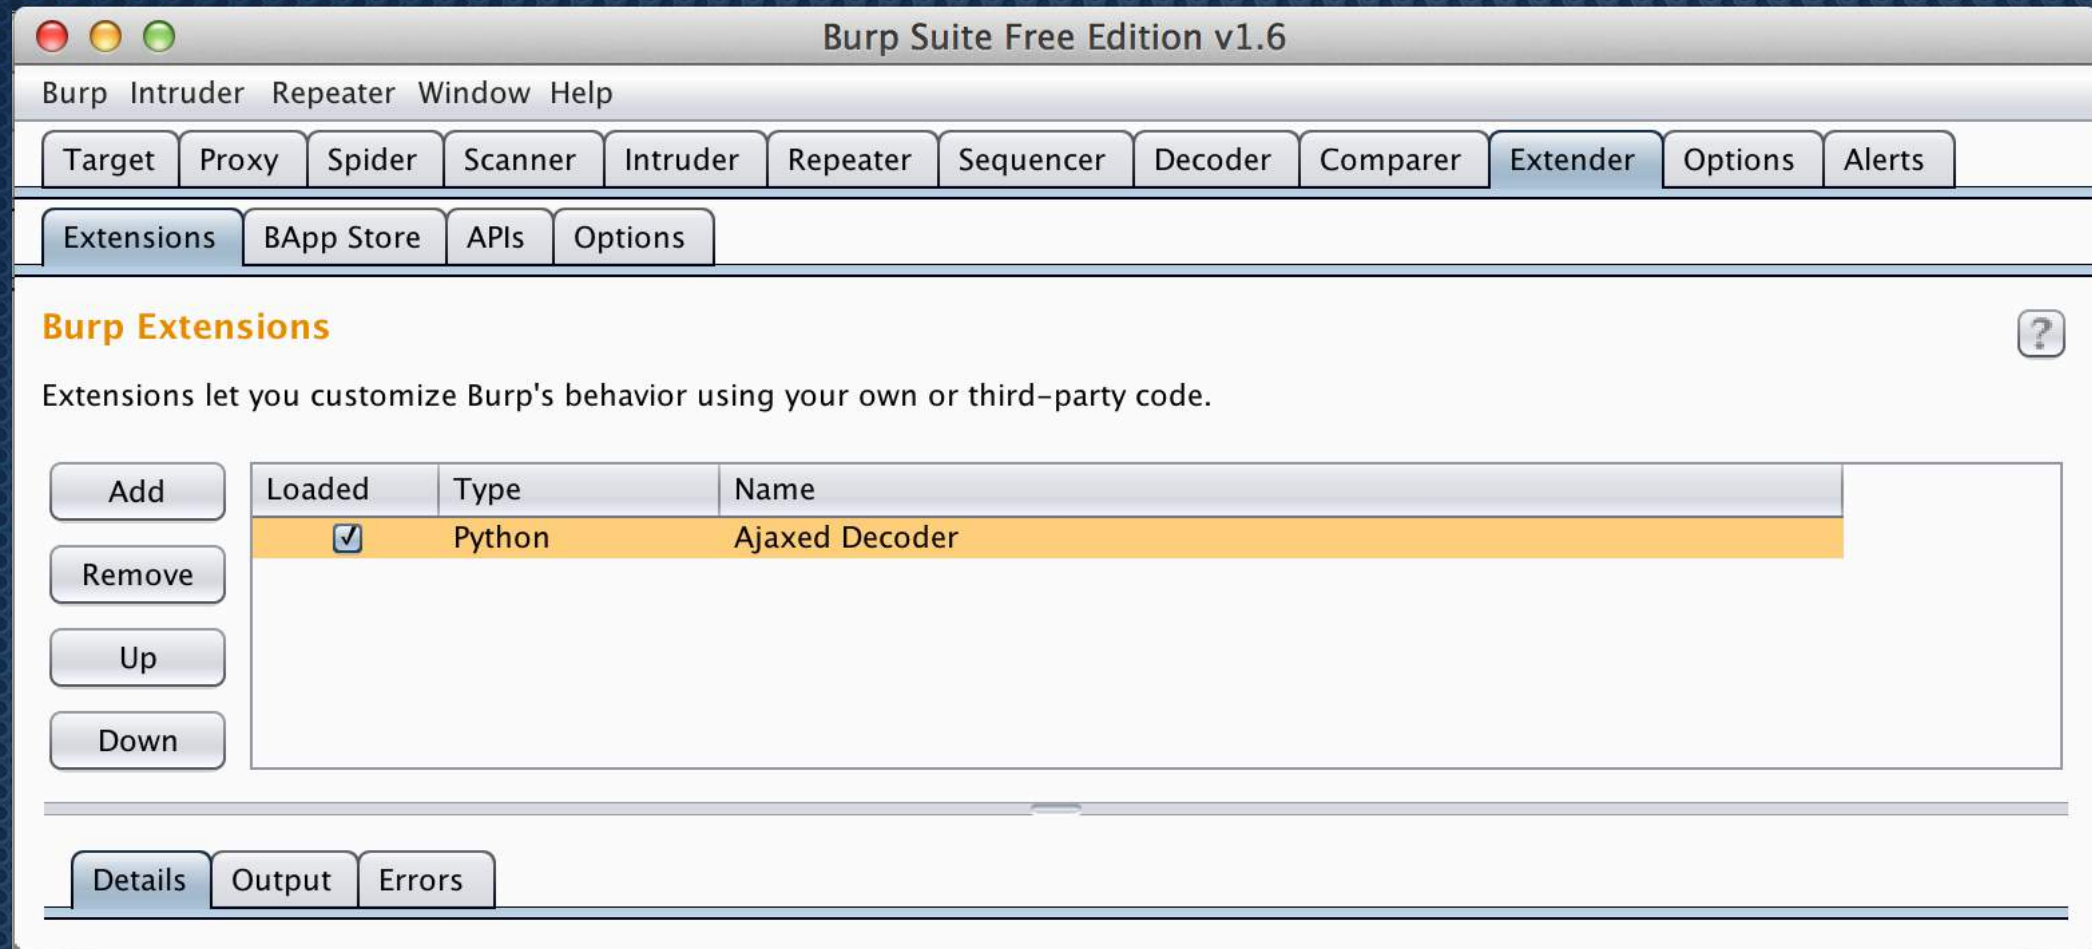 Burp Suite Free Edition v1.6
Burp Intruder Repeater Window Help
Target Proxy Spider Scanner Intruder Repeater Sequencer Decoder Comparer Extender Options Alerts
Extensions BApp Store APIs Options
Burp Extensions
?
Extensions let you customize Burp's behavior using your own or third-party code.
Add
Remove
Up
Down
Loaded Type Name
Python Ajaxed Decoder
Details Output Errors